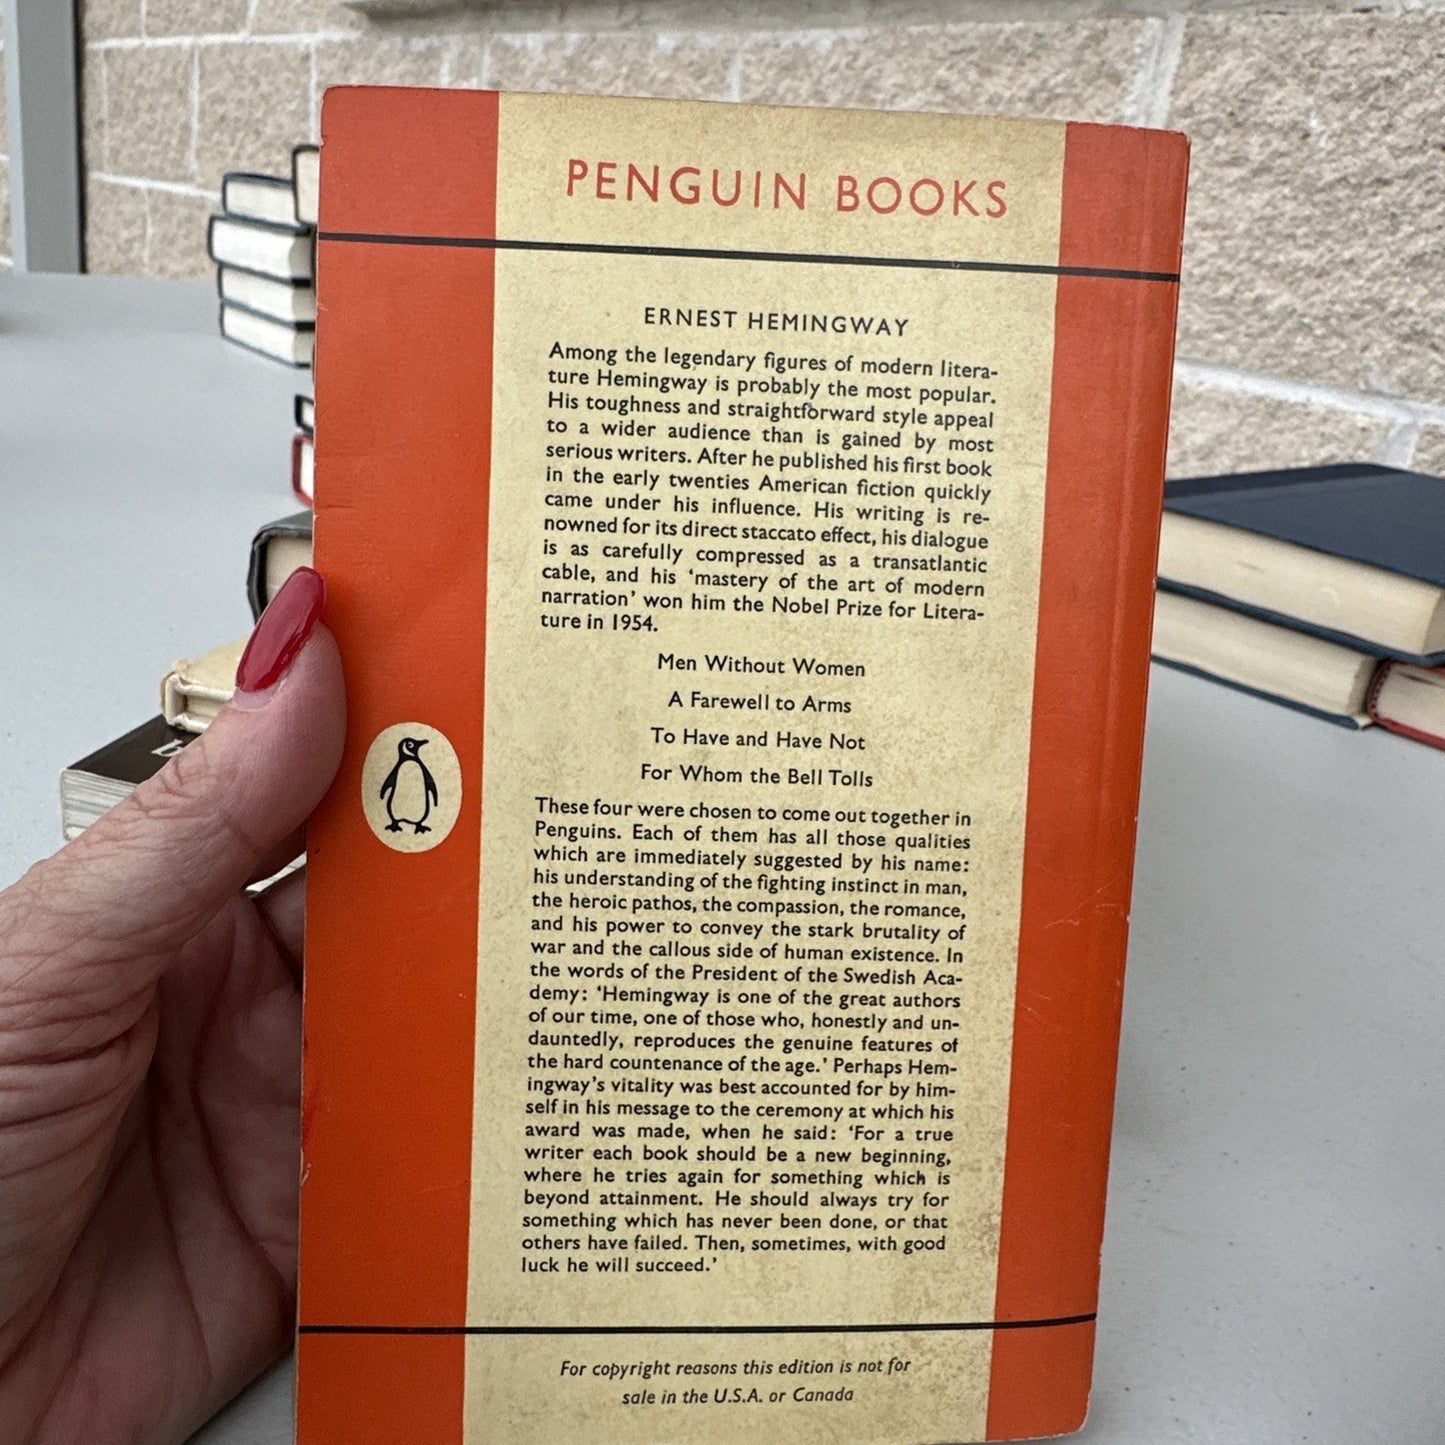 PENGUIN BOOKS
ERNEST HEMINGWAY
Among the legendary figures of modern litera-
ture Hemingway is probably the most popular.
His toughness and straightforward style appeal
to a wider audience than is gained by most
serious writers. After he published his first book
in the early twenties American fiction quickly
came under his influence. His writing is re-
nowned for its direct staccato effect, his dialogue
is as carefully compressed as a transatlantic
cable, and his ‘mastery of the art of modern
narration’ won him the Nobel Prize for Litera-
ture in 1954.
Men Without Women
A Farewell to Arms
To Have and Have Not
For Whom the Bell Tolls
These four were chosen to come out together in
Penguins. Each of them has all those qualities
which are immediately suggested by his name:
his understanding of the fighting instinct in man,
the heroic pathos, the compassion, the romance,
and his power to convey the stark brutality of
war and the callous side of human existence. In
the words of the President of the Swedish Aca-
demy: ‘Hemingway is one of the great authors
of our time, one of those who, honestly and un-
dauntedly, reproduces the genuine features of
the hard countenance of the age.’ Perhaps Hem-
ingway’s vitality was best accounted for by him-
self in his message to the ceremony at which his
award was made, when he said: ‘For a true
writer each book should be a new beginning,
where he tries again for something which is
beyond attainment. He should always try for
something which has never been done, or that
others have failed. Then, sometimes, with good
luck he will succeed.’
For copyright reasons this edition is not for
sale in the U.S.A. or Canada